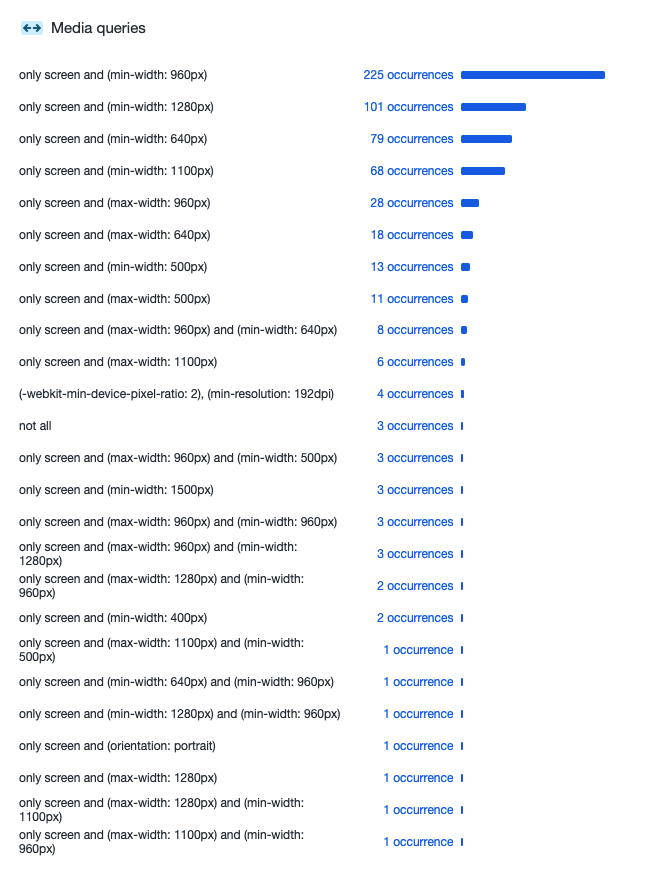 Media queries
only screen and (min-width: 960px) 225 occurrences
only screen and (min-width: 1280px) 101 occurrences
only screen and (min-width: 640px) 79 occurrences
only screen and (min-width: 1100px) 68 occurrences
only screen and (max-width: 960px) 28 occurrences
only screen and (max-width: 640px) 18 occurrences
only screen and (min-width: 500px) 13 occurrences
only screen and (max-width: 500px) 11 occurrences
only screen and (max-width: 960px) and (min-width: 640px) 8 occurrences
only screen and (max-width: 1100px) 6 occurrences
(-webkit-min-device-pixel-ratio: 2), (min-resolution: 192dpi) 4 occurrences
not all 3 occurrences
only screen and (max-width: 960px) and (min-width: 500px) 3 occurrences
only screen and (min-width: 1500px) 3 occurrences
only screen and (max-width: 960px) and (min-width: 960px) 3 occurrences
only screen and (max-width: 960px) and (min-width:
1280px) 3 occurrences
only screen and (max-width: 1280px) and (min-width:
960px) 2 occurrences
only screen and (min-width: 400px) 2 occurrences
only screen and (max-width: 1100px) and (min-width:
500px) 1 occurrence
only screen and (min-width: 640px) and (min-width: 960px) 1 occurrence
only screen and (min-width: 1280px) and (min-width: 960px) 1 occurrence
only screen and (orientation: portrait) 1 occurrence
only screen and (max-width: 1280px) 1 occurrence
only screen and (max-width: 1280px) and (min-width:
1100px) 1 occurrence
only screen and (max-width: 1100px) and (min-width:
960px) 1 occurrence